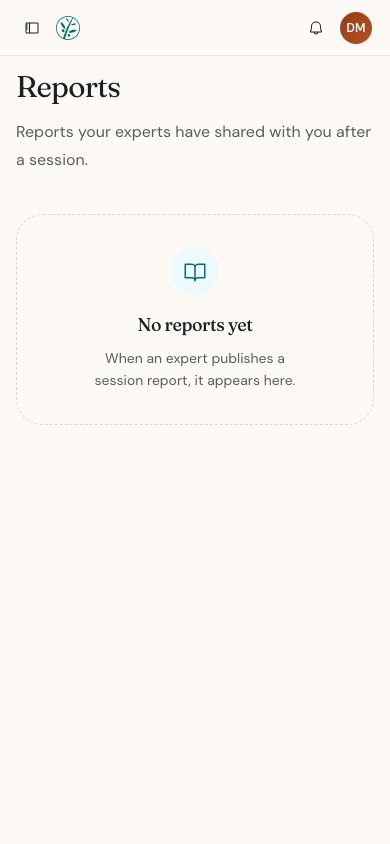 DM
Reports
Reports your experts have shared with you after
a session.
No reports yet
When an expert publishes a
session report, it appears here.